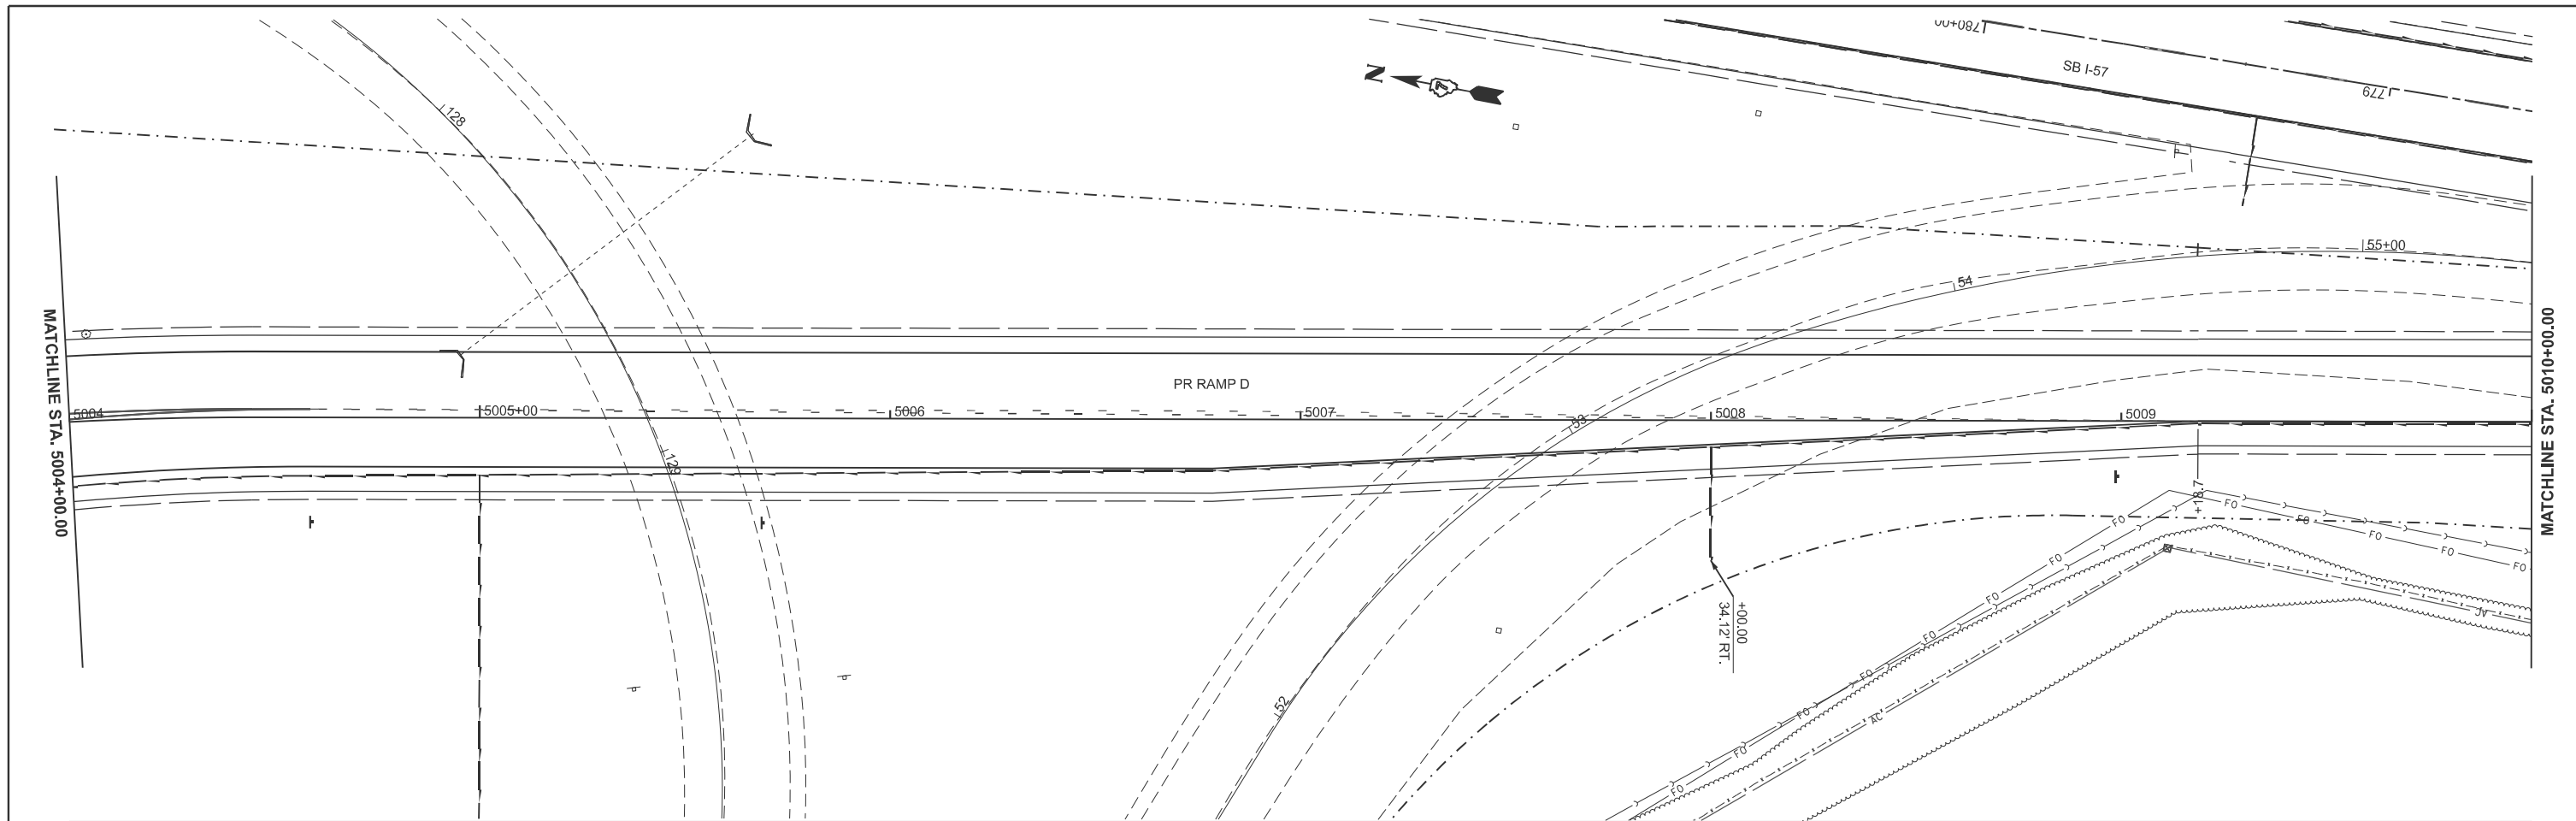 780+00
SB I-57
779
N
128
55+00
54
MATCHLINE STA. 5004+00.00
MATCHLINE STA. 5010+00.00
PR RAMP D
5004
5005+00
5006
5007
53
5008
5009
129
+18.7
FO
FO
FO
FO
FO
FO
FO
FO
FO
FO
FO
FO
FO
+00.00
34.12' RT.
52
AC